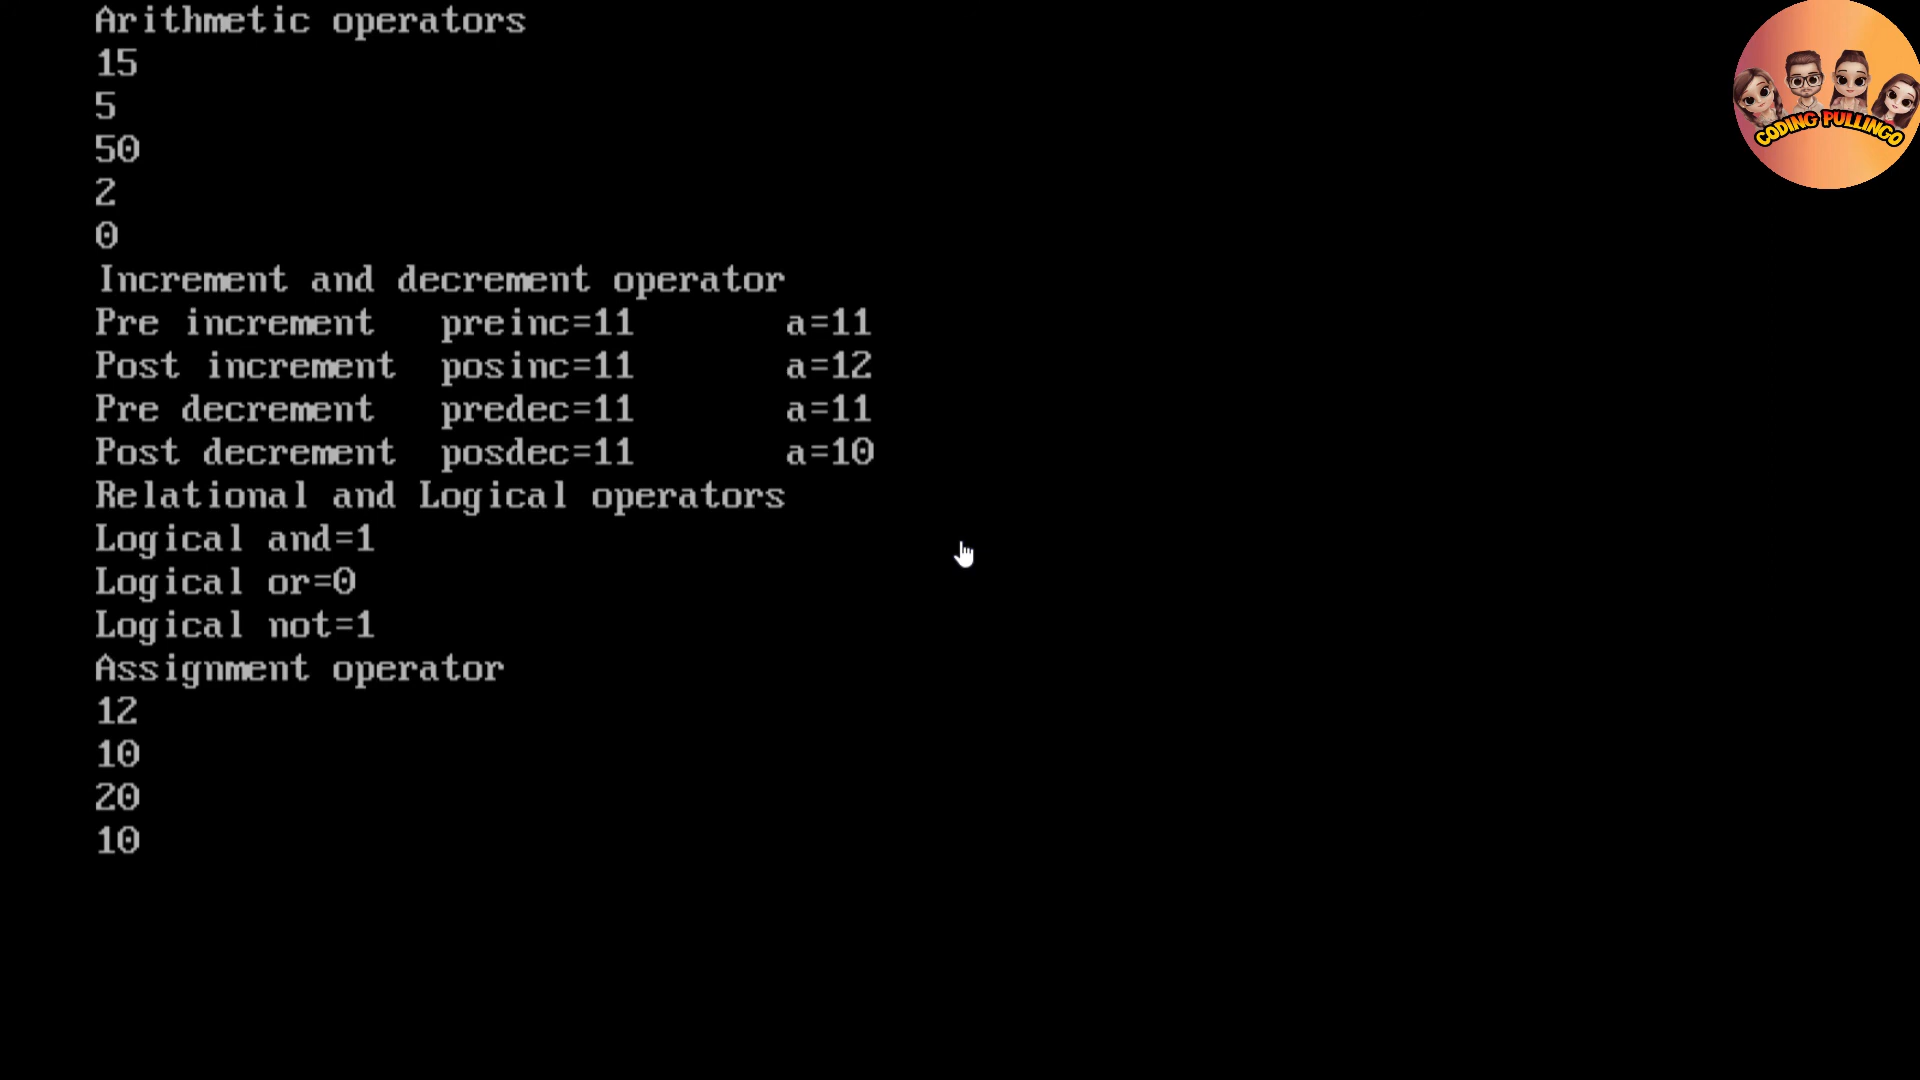 Arithmetic operators
15
5
50
2
0
Increment and decrement operator
Pre increment preinc=11 a=11
Post increment posinc=11 a=12
Pre decrement predec=11 a=11
Post decrement posdec=11 a=10
Relational and Logical operators
Logical and=1
Logical or=0
Logical not=1
Assignment operator
12
10
20
10
CODING PULLINGO